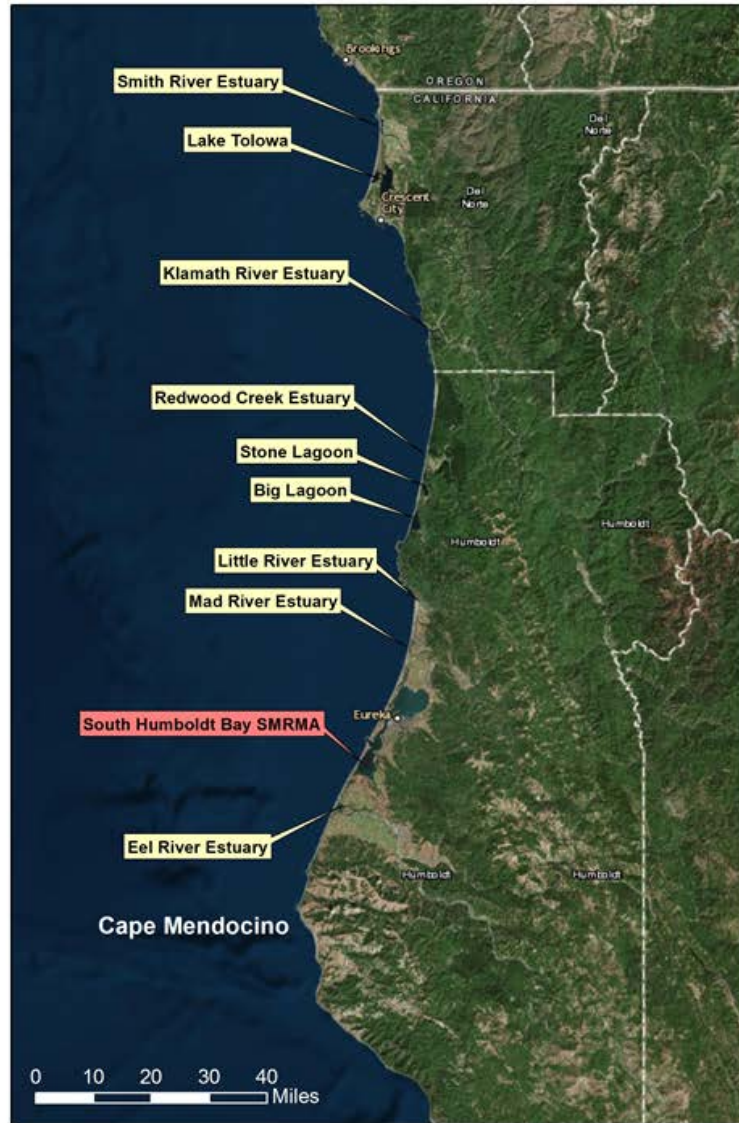 Brookings
Smith River Estuary
OREGON
CALIFORNIA
Del
Norte
Lake Tolowa
Crescent
City
Del
Norte
Klamath River Estuary
Redwood Creek Estuary
Stone Lagoon
Big Lagoon
Humboldt
Humboldt
Little River Estuary
Mad River Estuary
Eureka
South Humboldt Bay SMRMA
Eel River Estuary
Humboldt
Humboldt
Cape Mendocino
0 10 20 30 40
Miles